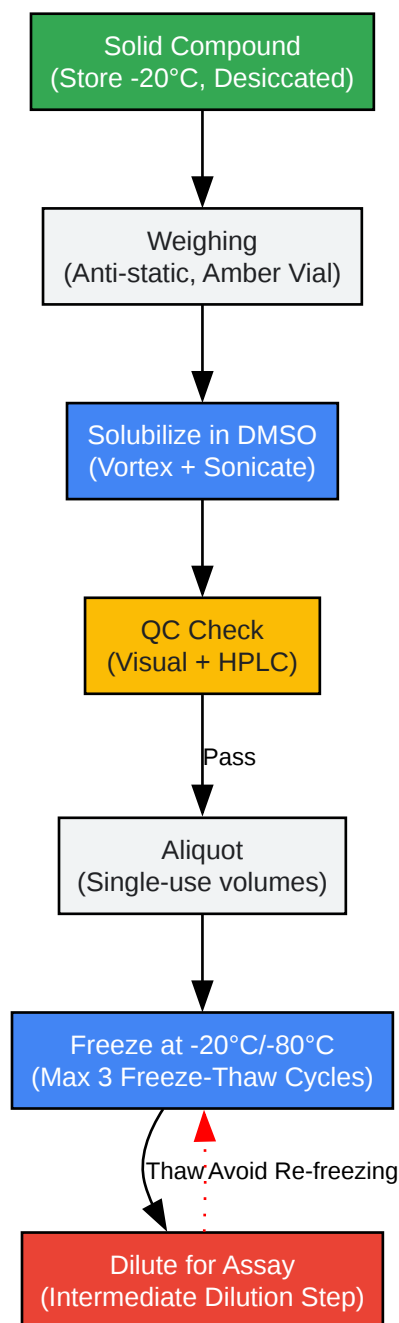 Solid Compound
(Store -20°C, Desiccated)
Weighing
(Anti-static, Amber Vial)
Solubilize in DMSO
(Vortex + Sonicate)
QC Check
(Visual + HPLC)
Pass
Aliquot
(Single-use volumes)
Freeze at -20°C/-80°C
(Max 3 Freeze-Thaw Cycles)
Thaw
Avoid Re-freezing
Dilute for Assay
(Intermediate Dilution Step)